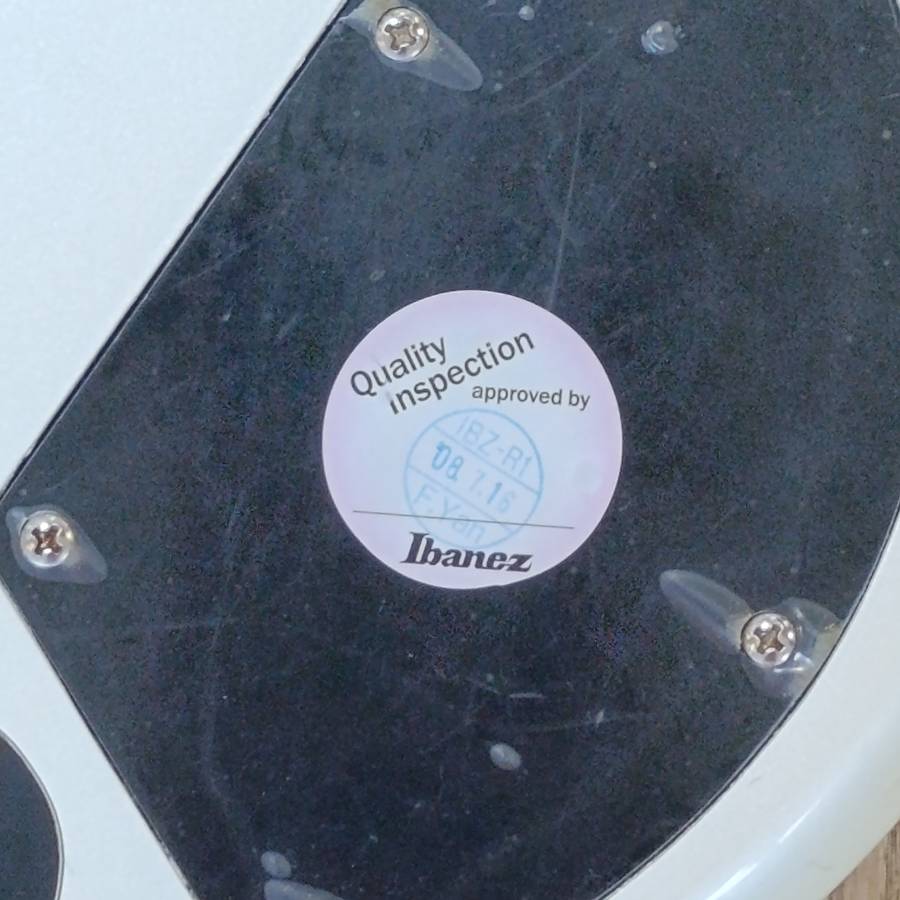 Quality
inspection
approved by
IBZ-R1
'08.7.16
F.Yan
Ibanez